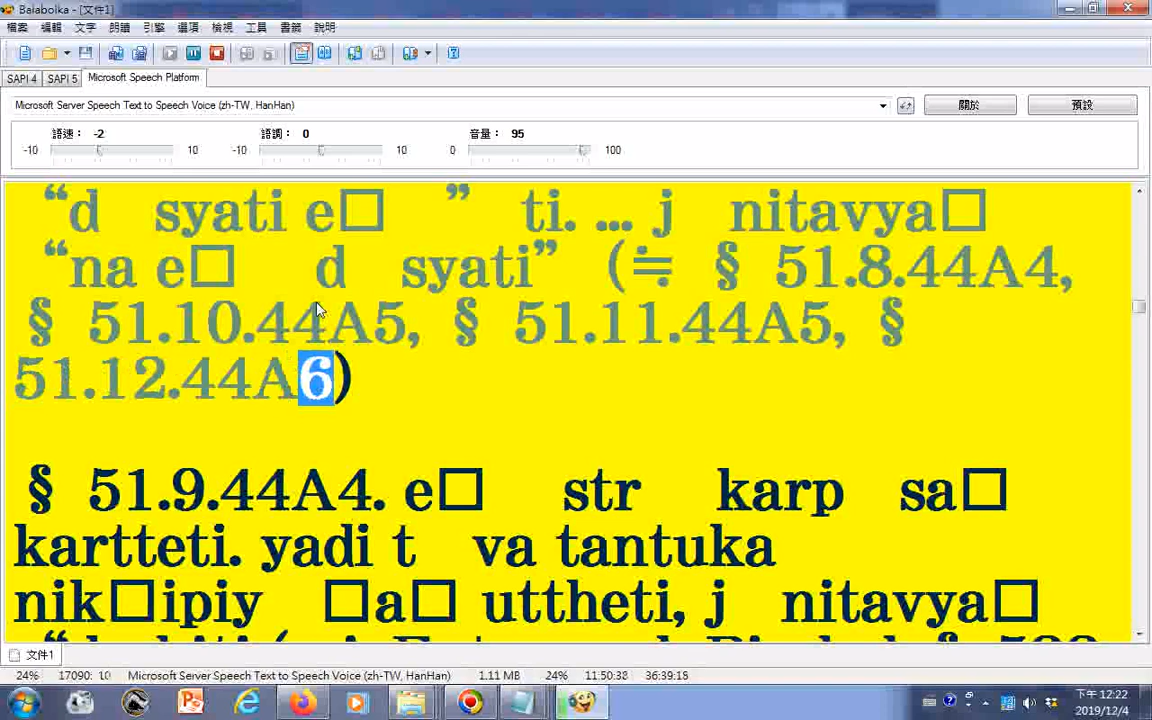 Balabolka - [文件1]
檔案 編輯 文字 朗讀 引擎 選項 檢視 工具 書籤 說明
SAPI 4 SAPI 5 Microsoft Speech Platform
Microsoft Server Speech Text to Speech Voice (zh-TW, HanHan) 關於 預設
語速： -2 語調： 0 音量： 95
-10 10 -10 10 0 100
“d syati e□ ” ti. ... j nitavya□
“na e□ d syati” (≒ § 51.8.44A4,
§ 51.10.44A5, § 51.11.44A5, §
51.12.44A6)
§ 51.9.44A4. e□ str karp sa□
kartteti. yadi t va tantuka
nik□ipiy □a□ uttheti, j nitavya□
文件1
24% 17090: 10 Microsoft Server Speech Text to Speech Voice (zh-TW, HanHan) 1.11 MB 24% 11:50:38 36:39:18
下午 12:22
2019/12/4